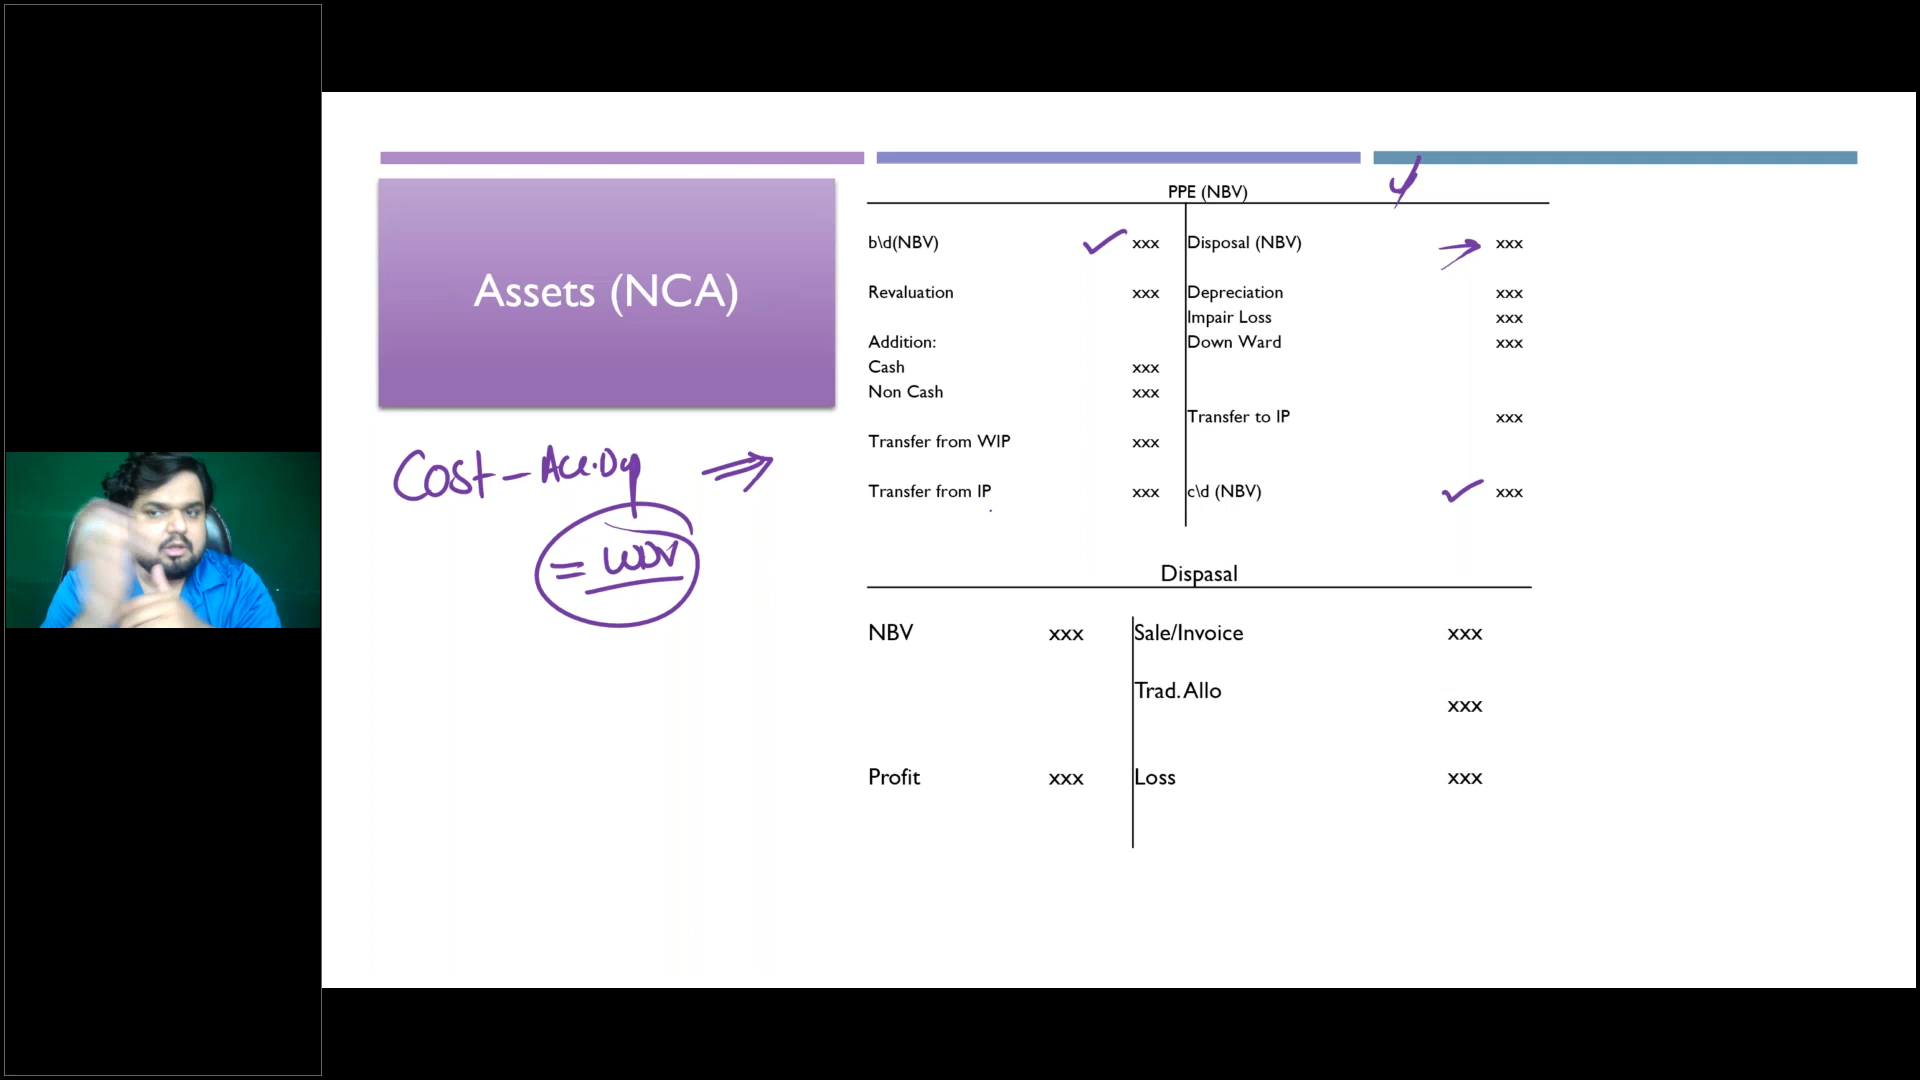 Assets (NCA)
Cost - Acc.Dep
= WDV
PPE (NBV)
b\d(NBV) xxx Disposal (NBV) xxx
Revaluation xxx Depreciation xxx
Impair Loss xxx
Addition: Down Ward xxx
Cash xxx
Non Cash xxx
Transfer to IP xxx
Transfer from WIP xxx
Transfer from IP xxx c\d (NBV) xxx
Dispasal
NBV xxx Sale/Invoice xxx
Trad. Allo xxx
Profit xxx Loss xxx